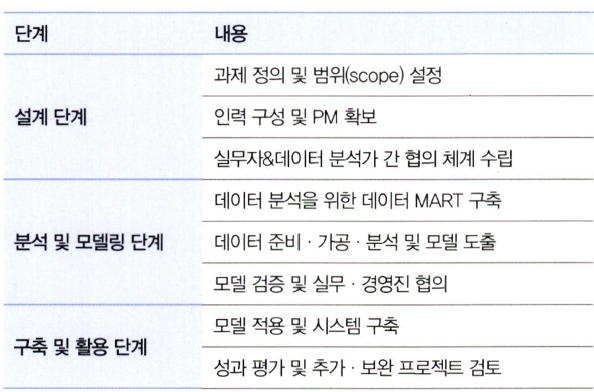 단계 내용
설계 단계
과제 정의 및 범위(scope) 설정
인력 구성 및 PM 확보
실무자&데이터 분석가 간 협의 체계 수립
분석 및 모델링 단계
데이터 분석을 위한 데이터 MART 구축
데이터 준비 · 가공 · 분석 및 모델 도출
모델 검증 및 실무 · 경영진 협의
구축 및 활용 단계
모델 적용 및 시스템 구축
성과 평가 및 추가 · 보완 프로젝트 검토